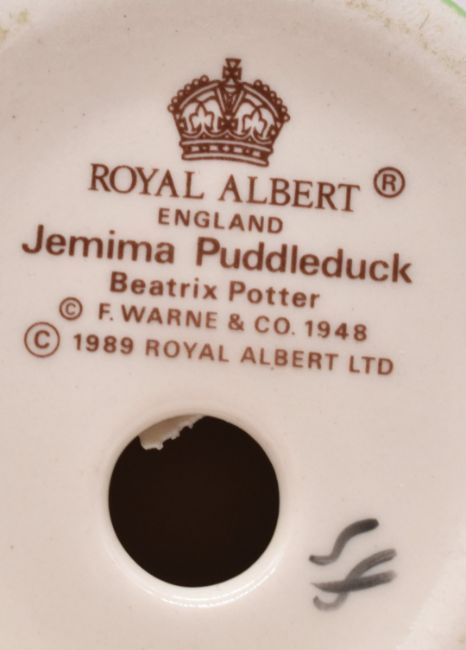 ROYAL ALBERT ®
ENGLAND
Jemima Puddleduck
Beatrix Potter
© F. WARNE & CO. 1948
© 1989 ROYAL ALBERT LTD